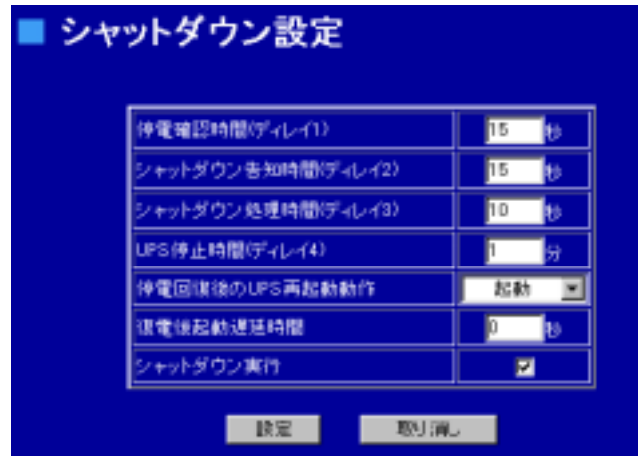 ■ シャットダウン設定
停電確認時間(ディレイ1) 15 秒
シャットダウン告知時間(ディレイ2) 15 秒
シャットダウン処理時間(ディレイ3) 10 秒
UPS停止時間(ディレイ4) 1 分
停電回復後のUPS再起動動作 起動
復電後起動遅延時間 0 秒
シャットダウン実行
設定 取り消し